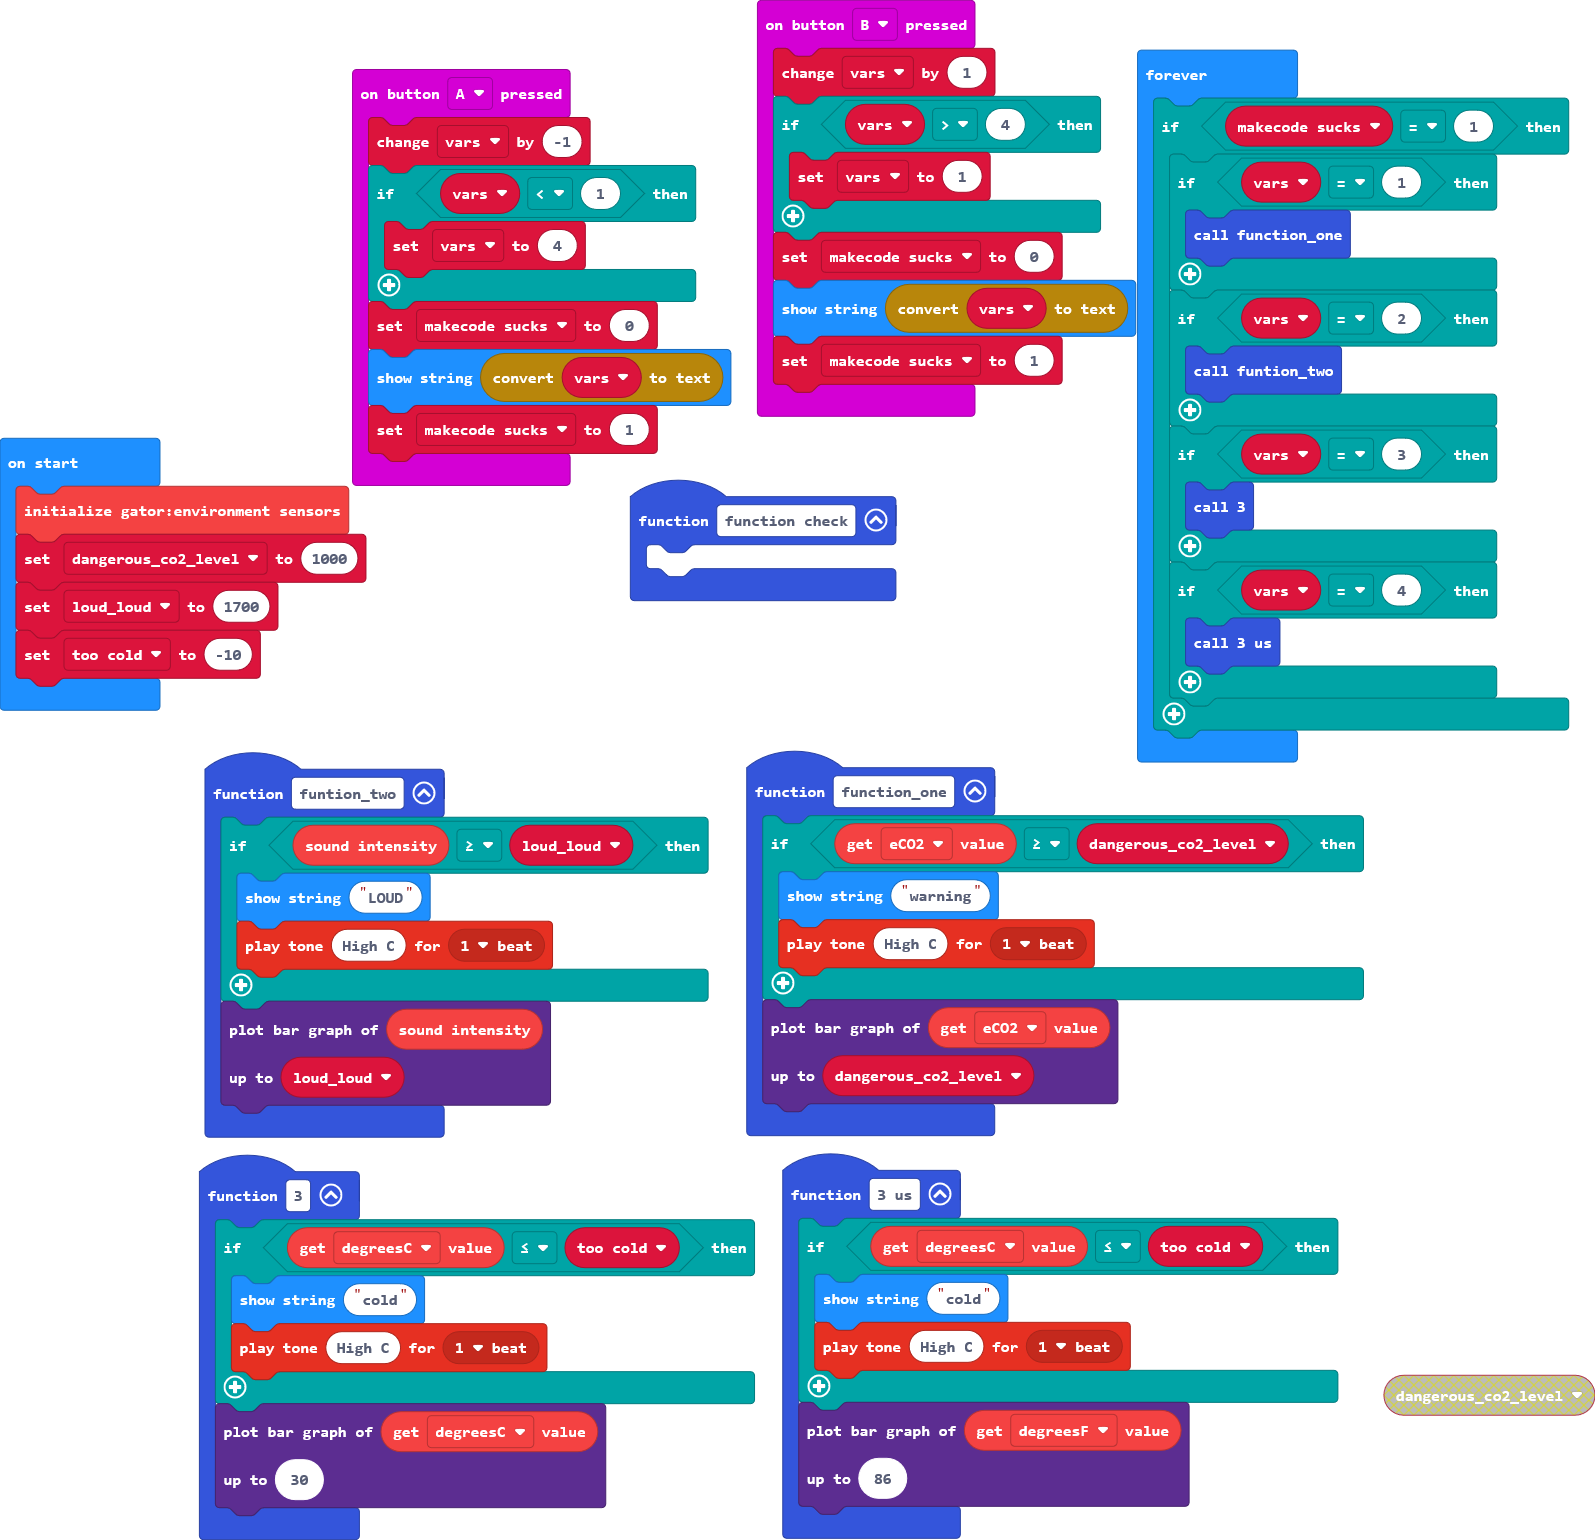 on button A pressed
change vars by -1
if vars < 1 then
set vars to 4
set makecode sucks to 0
show string convert vars to text
set makecode sucks to 1
on button B pressed
change vars by 1
if vars > 4 then
set vars to 1
set makecode sucks to 0
show string convert vars to text
set makecode sucks to 1
forever
if makecode sucks = 1 then
if vars = 1 then
call function_one
if vars = 2 then
call funtion_two
if vars = 3 then
call 3
if vars = 4 then
call 3 us
on start
initialize gator:environment sensors
set dangerous_co2_level to 1000
set loud_loud to 1700
set too cold to -10
function function check
function funtion_two
if sound intensity ≥ loud_loud then
show string "LOUD"
play tone High C for 1 beat
plot bar graph of sound intensity
up to loud_loud
function function_one
if get eCO2 value ≥ dangerous_co2_level then
show string "warning"
play tone High C for 1 beat
plot bar graph of get eCO2 value
up to dangerous_co2_level
function 3
if get degreesC value ≤ too cold then
show string "cold"
play tone High C for 1 beat
plot bar graph of get degreesC value
up to 30
function 3 us
if get degreesC value ≤ too cold then
show string "cold"
play tone High C for 1 beat
plot bar graph of get degreesF value
up to 86
dangerous_co2_level